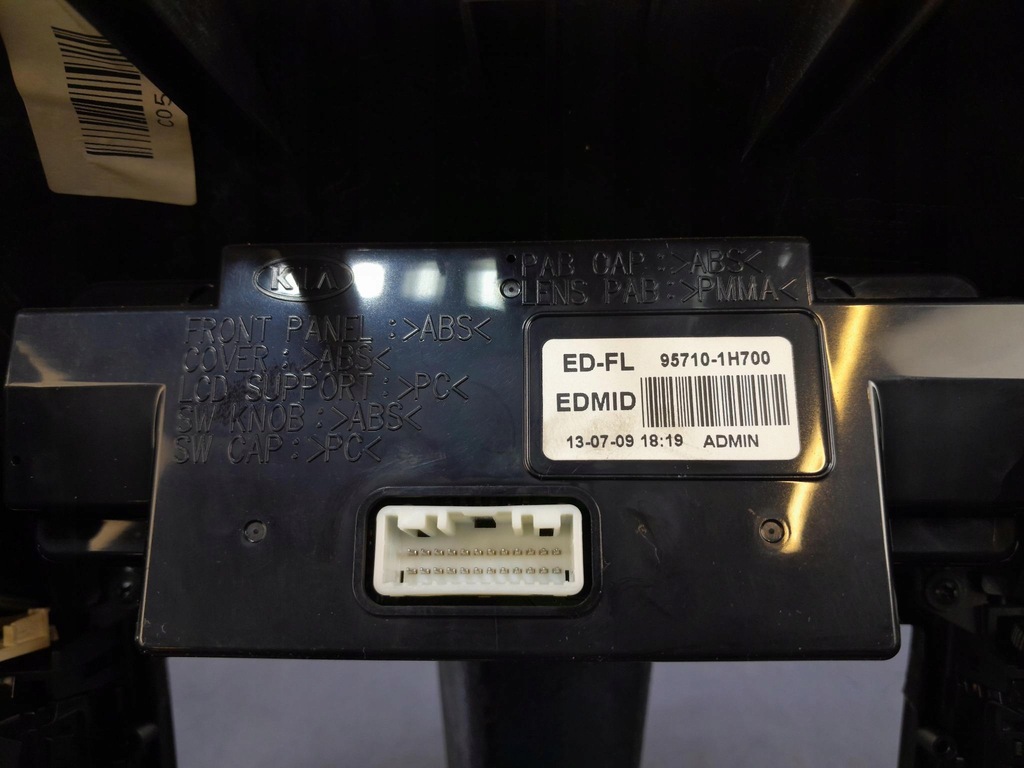 C05
KIA
PAB CAP : >ABS<
LENS PAB : >PMMA<
FRONT PANEL : >ABS<
COVER : >ABS<
LCD SUPPORT : >PC<
SW KNOB : >ABS<
SW CAP : >PC<
ED-FL 95710-1H700
EDMID
13-07-09 18:19 ADMIN